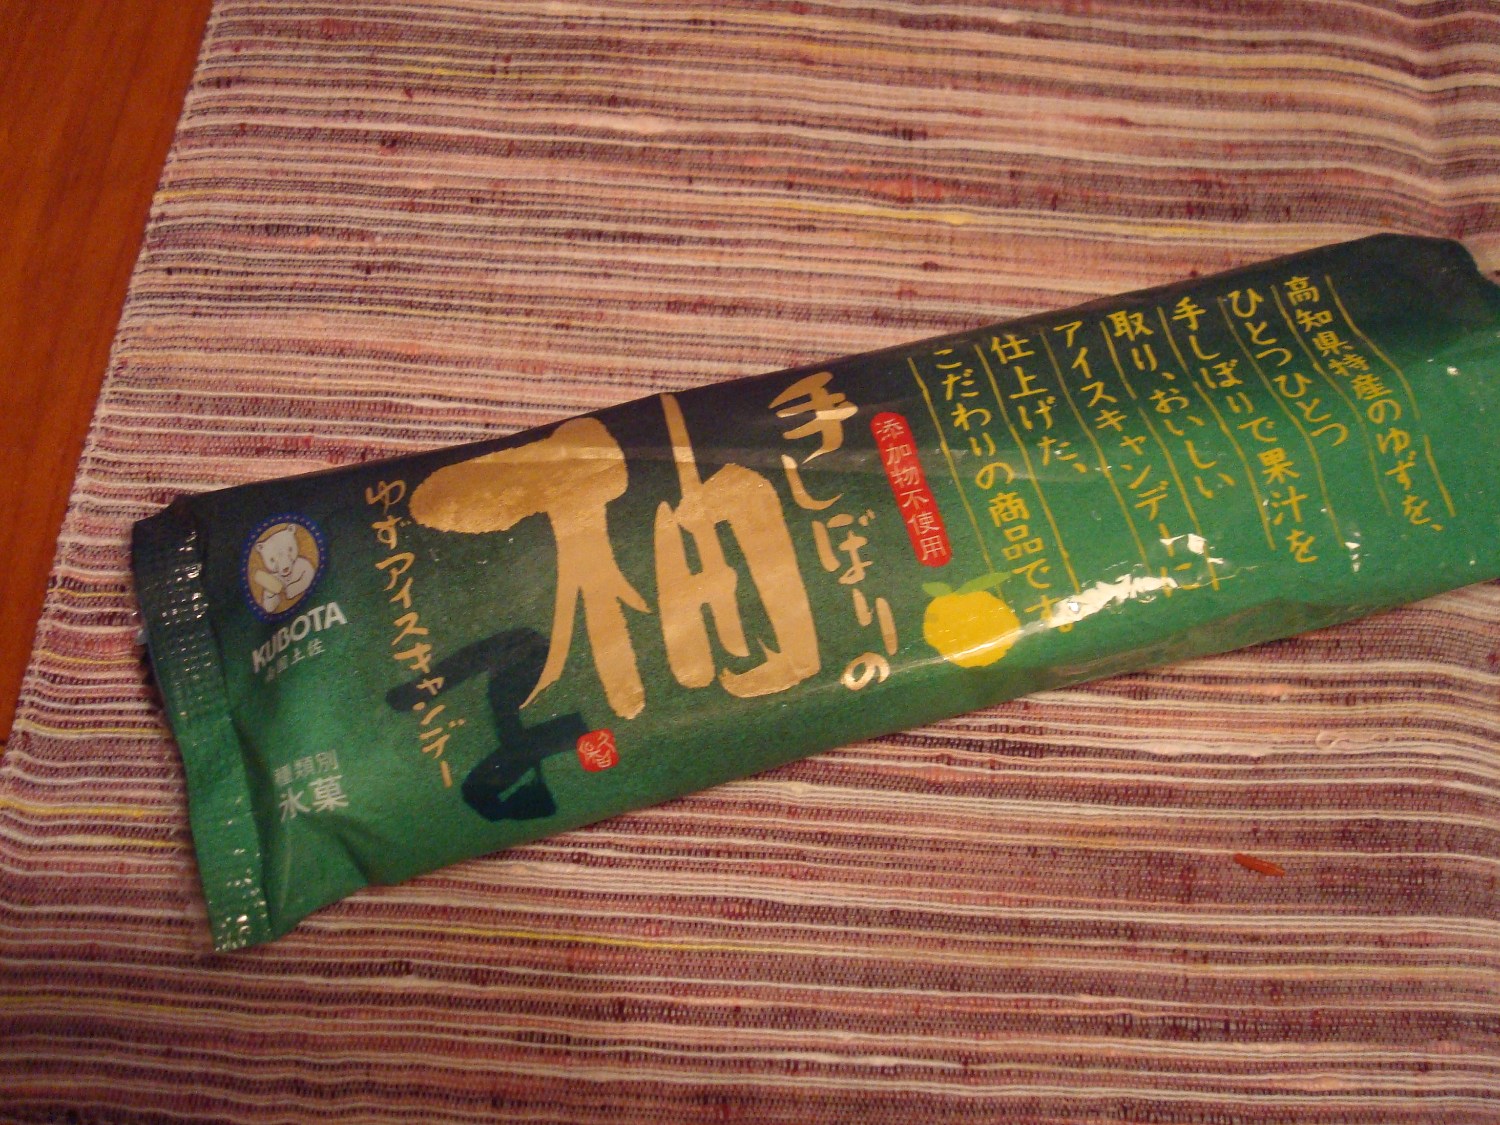 高知県特産のゆずを、
ひとつひとつ
手しぼりで果汁を
取り、おいしい
アイスキャンデーに
仕上げた、
こだわりの商品です。
添加物不使用
手しぼりの
柚子
ゆずアイスキャンデー
KUBOTA
南国土佐
種類別
氷菓